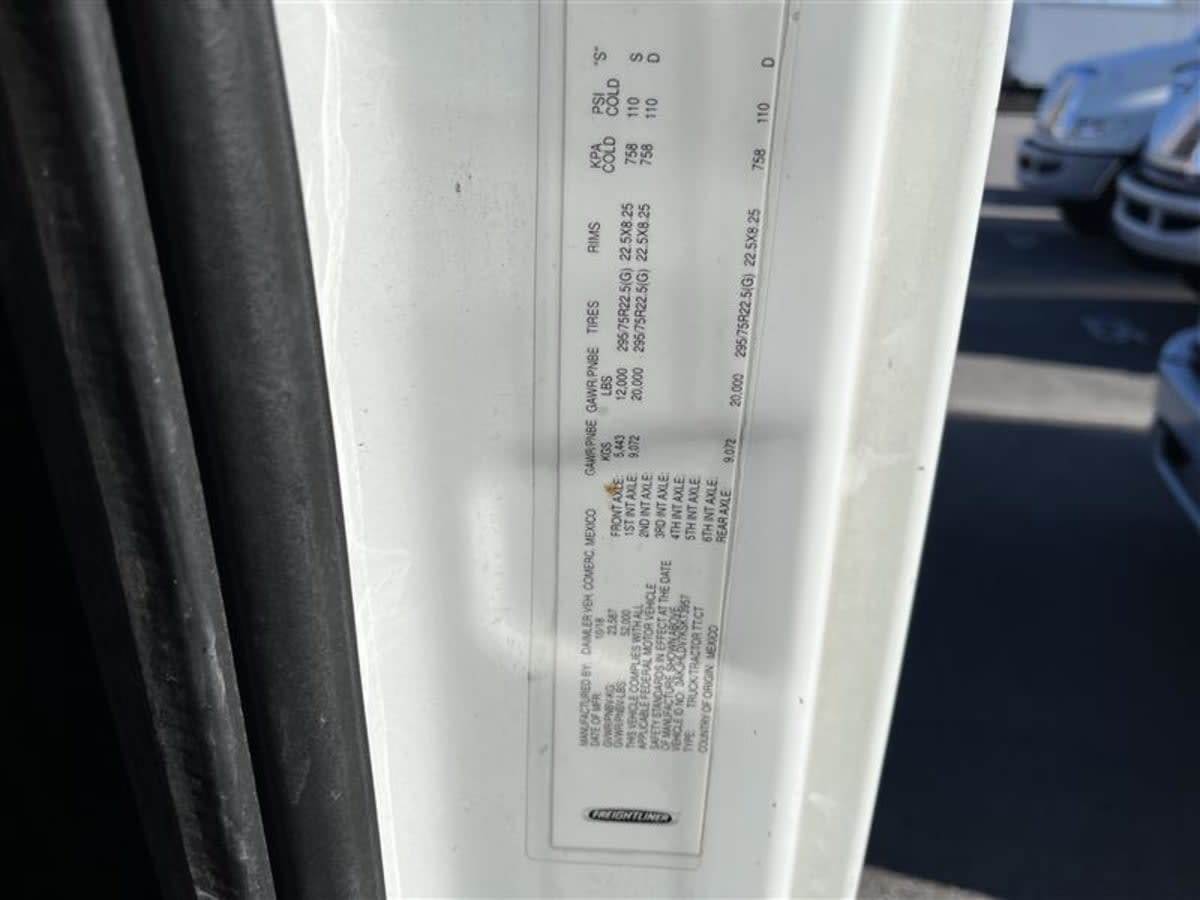 FREIGHTLINER
MANUFACTURED BY: DAIMLER VEH. COMERC. MEXICO
DATE OF MFR: 10/18
GVWR/PNBV-KG: 23,587
GVWR/PNBV-LBS: 52,000
THIS VEHICLE COMPLIES WITH ALL
APPLICABLE FEDERAL MOTOR VEHICLE
SAFETY STANDARDS IN EFFECT AT THE DATE
OF MANUFACTURE SHOWN ABOVE
VEHICLE ID NO:
TYPE: TRUCK/TRACTOR TT,CT
COUNTRY OF ORIGIN: MEXICO
GAWR/PNBE GAWR/PNBE TIRES RIMS KPA PSI "S"
KGS LBS COLD COLD
FRONT AXLE: 5,443 12,000 295/75R22.5(G) 22.5X8.25 758 110 S
1ST INT AXLE: 9,072 20,000 295/75R22.5(G) 22.5X8.25 758 110 D
2ND INT AXLE:
3RD INT AXLE:
4TH INT AXLE:
5TH INT AXLE:
6TH INT AXLE:
REAR AXLE: 9,072 20,000 295/75R22.5(G) 22.5X8.25 758 110 D